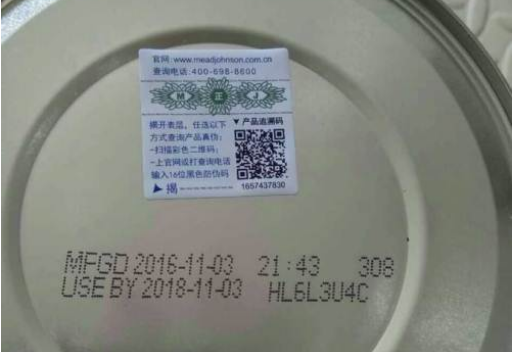 官网:www.meadjohnson.com.cn
查询电话:400-698-8600
M 正 J
揭开表层,任选以下
方式查询产品真伪:
-扫描彩色二维码;
-上官网或打查询电话
输入16位黑色防伪码
▼产品追溯码
揭
1657437830
MFGD 2016-11-03 21:43 308
USE BY 2018-11-03 HL6L3U4C